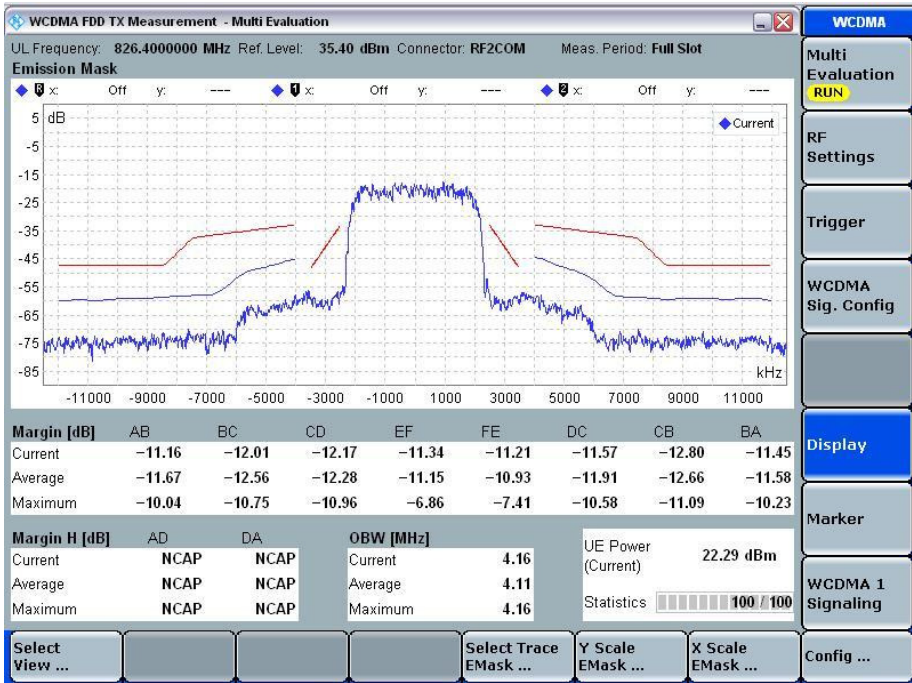 WCDMA FDD TX Measurement - Multi Evaluation
WCDMA
UL Frequency: 826.4000000 MHz Ref. Level: 35.40 dBm Connector: RF2COM Meas. Period: Full Slot
Emission Mask
R x: Off y: --- 1 x: Off y: --- 2 x: Off y: ---
dB
Current
5
-5
-15
-25
-35
-45
-55
-65
-75
-85
kHz
-11000 -9000 -7000 -5000 -3000 -1000 1000 3000 5000 7000 9000 11000
Margin [dB] AB BC CD EF FE DC CB BA
Current -11.16 -12.01 -12.17 -11.34 -11.21 -11.57 -12.80 -11.45
Average -11.67 -12.56 -12.28 -11.15 -10.93 -11.91 -12.66 -11.58
Maximum -10.04 -10.75 -10.96 -6.86 -7.41 -10.58 -11.09 -10.23
Margin H [dB] AD DA
Current NCAP NCAP
Average NCAP NCAP
Maximum NCAP NCAP
OBW [MHz]
Current 4.16
Average 4.11
Maximum 4.16
UE Power
(Current)
22.29 dBm
Statistics 100 / 100
Multi
Evaluation
RUN
RF
Settings
Trigger
WCDMA
Sig. Config
Display
Marker
WCDMA 1
Signaling
Select
View ...
Select Trace
EMask ...
Y Scale
EMask ...
X Scale
EMask ...
Config ...